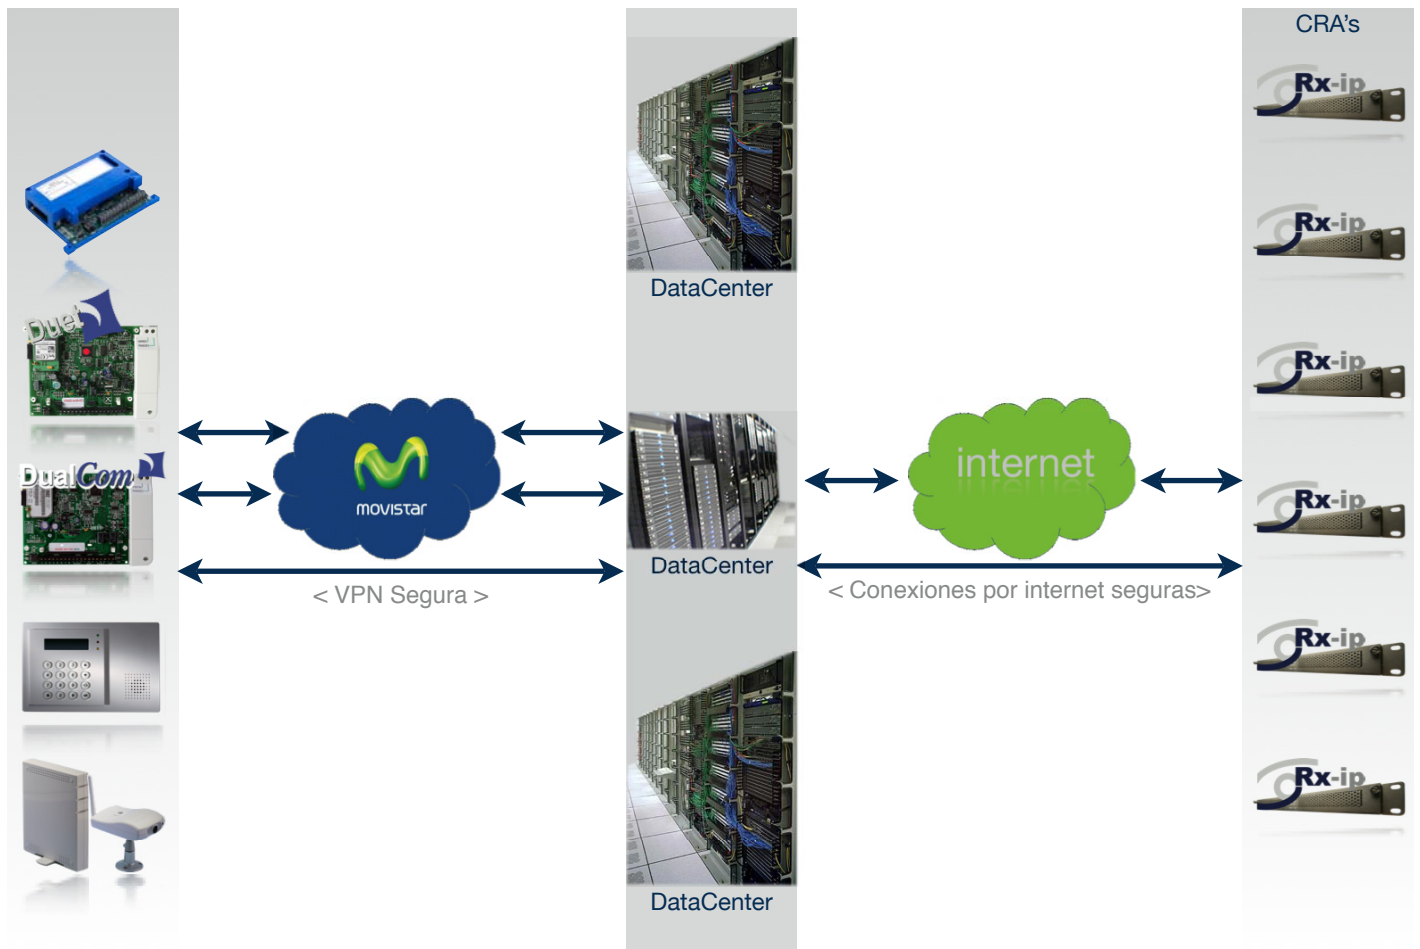 CRA's
Rx-ip
Rx-ip
Rx-ip
Rx-ip
Rx-ip
Rx-ip
Duet
DualCom
movistar
< VPN Segura >
DataCenter
DataCenter
DataCenter
internet
< Conexiones por internet seguras>